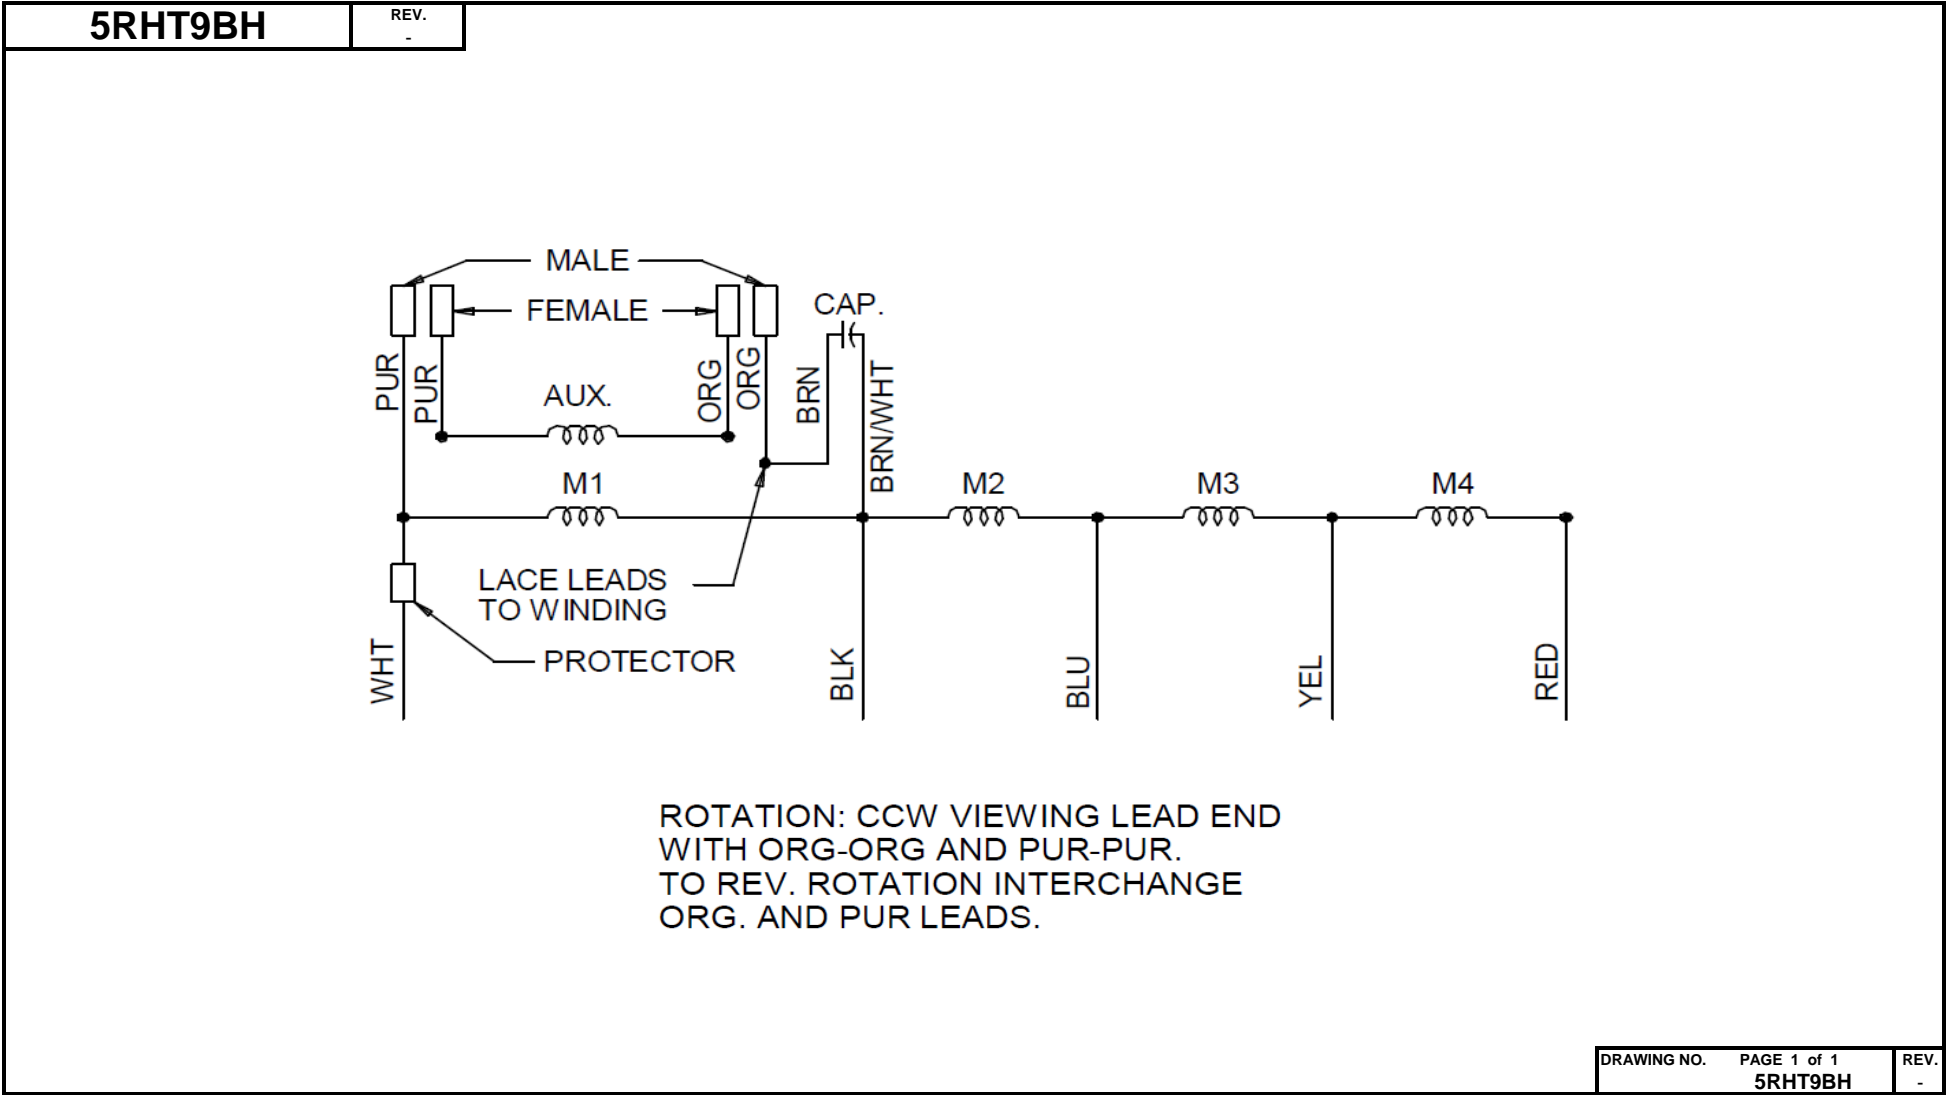 5RHT9BH
REV.
-
MALE
FEMALE
CAP.
PUR
PUR
AUX.
ORG
ORG
BRN
BRN/WHT
M1
M2
M3
M4
LACE LEADS
TO WINDING
PROTECTOR
WHT
BLK
BLU
YEL
RED
ROTATION: CCW VIEWING LEAD END
WITH ORG-ORG AND PUR-PUR.
TO REV. ROTATION INTERCHANGE
ORG. AND PUR LEADS.
DRAWING NO. PAGE 1 of 1
5RHT9BH
REV.
-